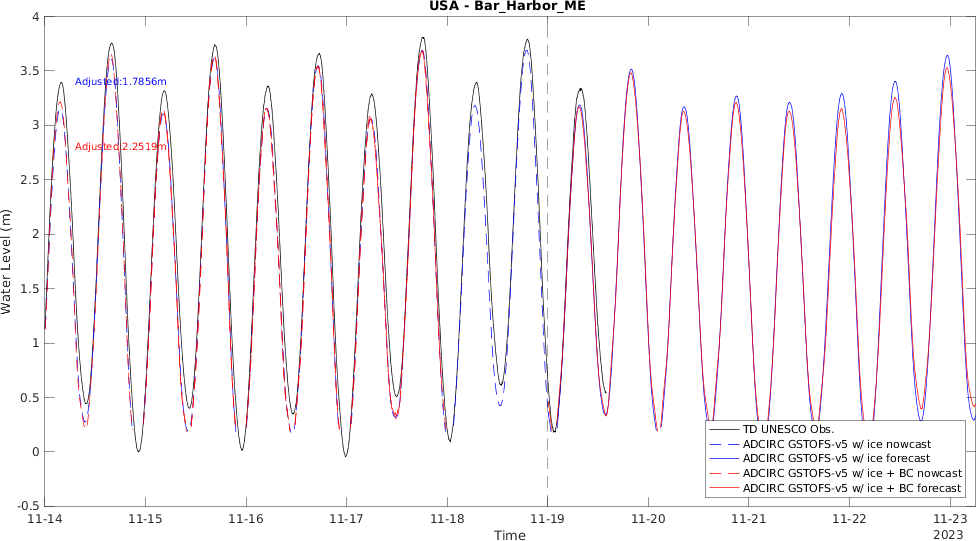 USA - Bar_Harbor_ME
4
3.5
3
2.5
2
1.5
1
0.5
0
-0.5
Water Level (m)
Adjusted:1.7856m
Adjusted:2.2519m
TD UNESCO Obs.
ADCIRC GSTOFS-v5 w/ ice nowcast
ADCIRC GSTOFS-v5 w/ ice forecast
ADCIRC GSTOFS-v5 w/ ice + BC nowcast
ADCIRC GSTOFS-v5 w/ ice + BC forecast
11-14 11-15 11-16 11-17 11-18 11-19 11-20 11-21 11-22 11-23
Time
2023